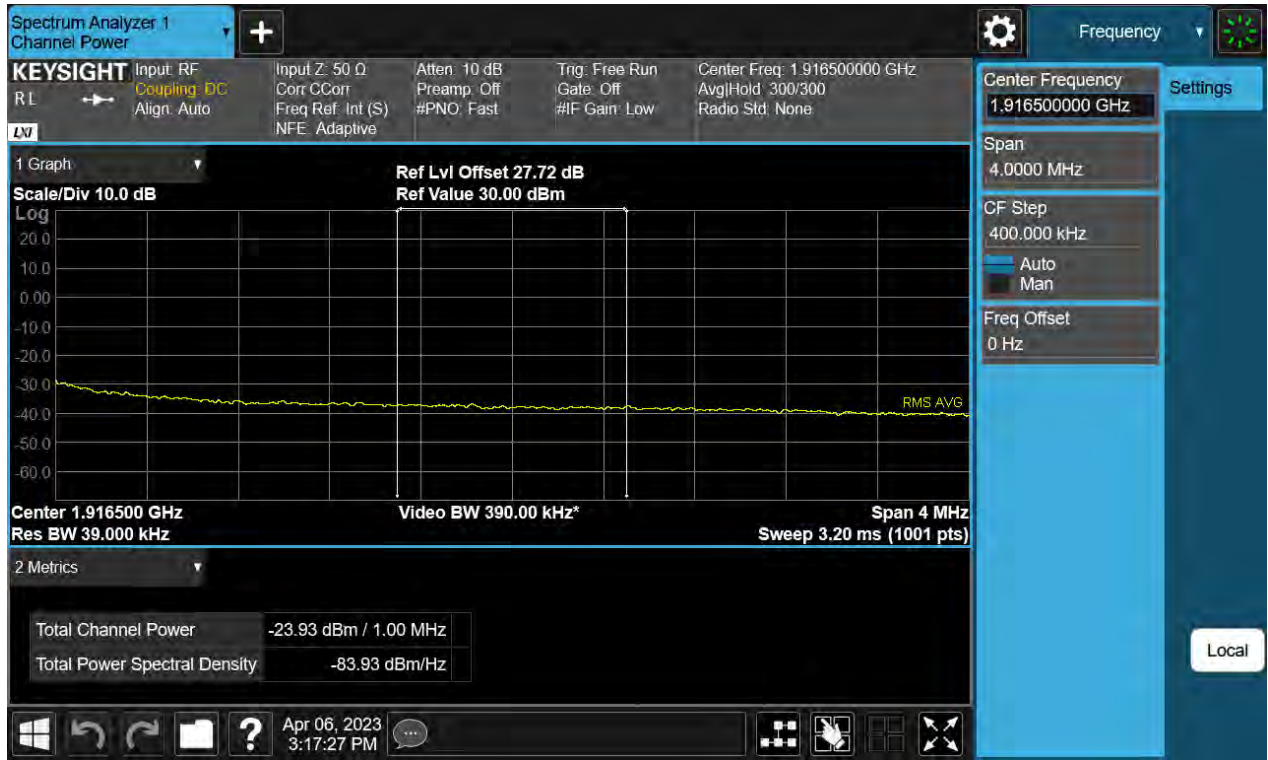 Spectrum Analyzer 1
Channel Power
Frequency
KEYSIGHT
RL
LXI
Input: RF
Coupling: DC
Align: Auto
Input Z: 50 Ω
Corr CCorr
Freq Ref: Int (S)
NFE: Adaptive
Atten: 10 dB
Preamp: Off
#PNO: Fast
Trig: Free Run
Gate: Off
#IF Gain: Low
Center Freq: 1.916500000 GHz
Avg|Hold: 300/300
Radio Std: None
Center Frequency
1.916500000 GHz
Settings
Span
4.0000 MHz
CF Step
400.000 kHz
Auto
Man
Freq Offset
0 Hz
1 Graph
Scale/Div 10.0 dB
Ref Lvl Offset 27.72 dB
Ref Value 30.00 dBm
Log
20.0
10.0
0.00
-10.0
-20.0
-30.0
-40.0
-50.0
-60.0
RMS AVG
Center 1.916500 GHz
Video BW 390.00 kHz*
Span 4 MHz
Res BW 39.000 kHz
Sweep 3.20 ms (1001 pts)
2 Metrics
Total Channel Power -23.93 dBm / 1.00 MHz
Total Power Spectral Density -83.93 dBm/Hz
Local
?
Apr 06, 2023
3:17:27 PM